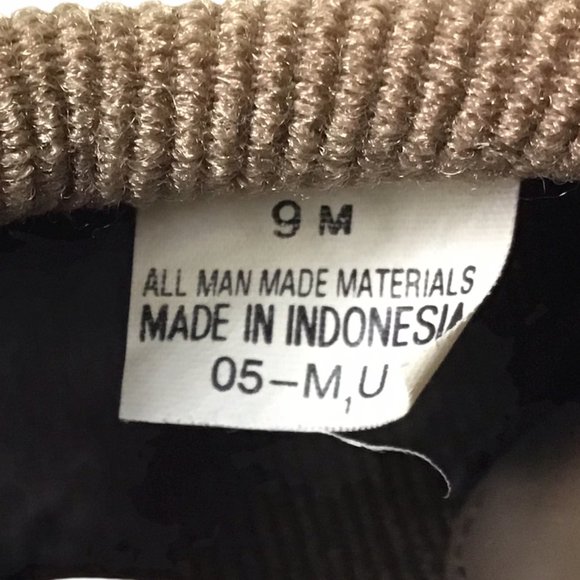 9 M
ALL MAN MADE MATERIALS
MADE IN INDONESIA
05-M,U